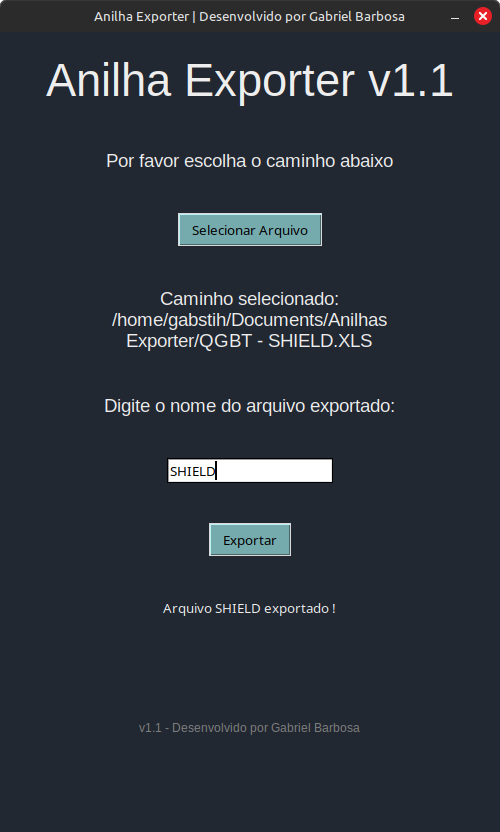 Anilha Exporter | Desenvolvido por Gabriel Barbosa
Anilha Exporter v1.1
Por favor escolha o caminho abaixo
Selecionar Arquivo
Caminho selecionado:
/home/gabstih/Documents/Anilhas
Exporter/QGBT - SHIELD.XLS
Digite o nome do arquivo exportado:
SHIELD
Exportar
Arquivo SHIELD exportado !
v1.1 - Desenvolvido por Gabriel Barbosa